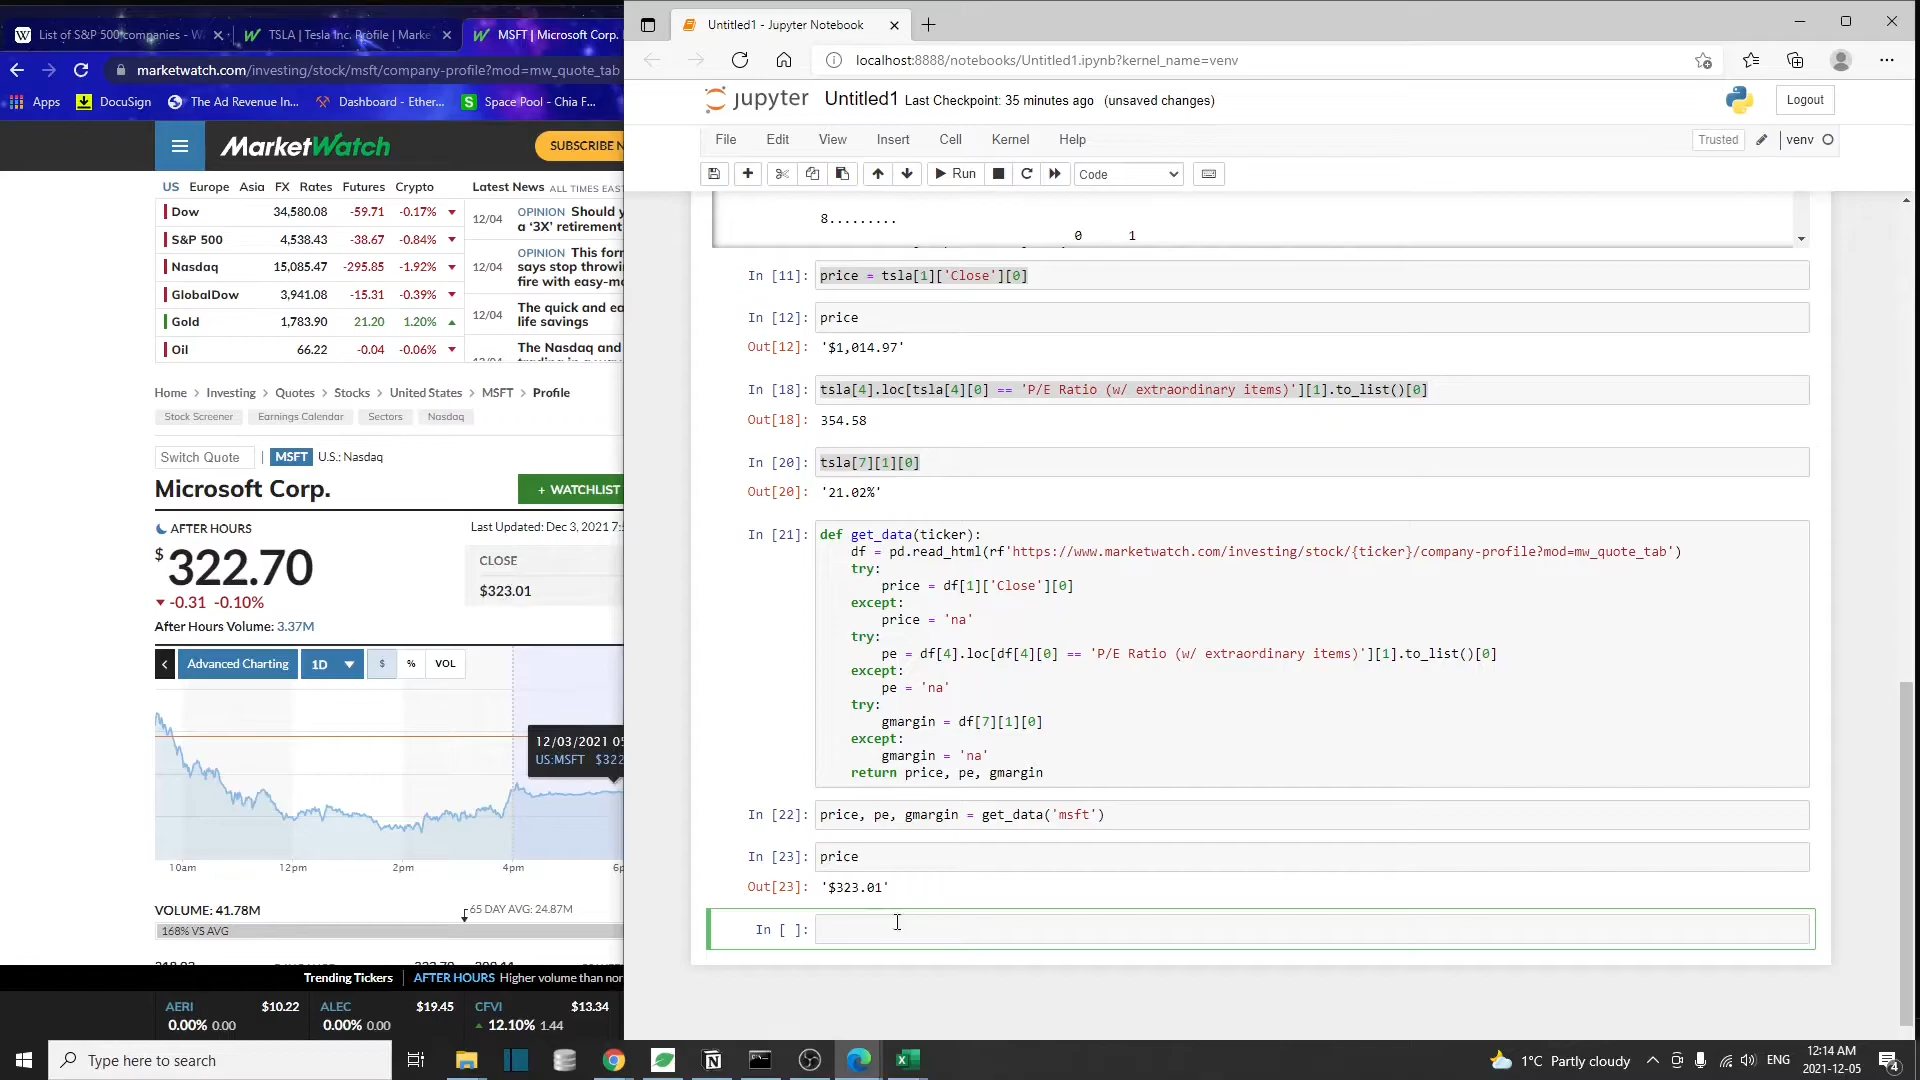 List of S&P 500 companies - W
TSLA | Tesla Inc. Profile | Marke
MSFT | Microsoft Corp.
marketwatch.com/investing/stock/msft/company-profile?mod=mw_quote_tab
Apps
DocuSign
The Ad Revenue In...
Dashboard - Ether...
Space Pool - Chia F...
MarketWatch
SUBSCRIBE N
US Europe Asia FX Rates Futures Crypto
Dow 34,580.08 -59.71 -0.17%
S&P 500 4,538.43 -38.67 -0.84%
Nasdaq 15,085.47 -295.85 -1.92%
GlobalDow 3,941.08 -15.31 -0.39%
Gold 1,783.90 21.20 1.20%
Oil 66.22 -0.04 -0.06%
Latest News ALL TIMES EAST
12/04 OPINION Should y
a '3X' retirement
12/04 OPINION This form
says stop throwin
fire with easy-mo
12/04 The quick and ea
life savings
The Nasdaq and
Home > Investing > Quotes > Stocks > United States > MSFT > Profile
Stock Screener Earnings Calendar Sectors Nasdaq
Switch Quote | MSFT U.S.: Nasdaq
Microsoft Corp.
+ WATCHLIST
AFTER HOURS
Last Updated: Dec 3, 2021 7:
$322.70
-0.31 -0.10%
After Hours Volume: 3.37M
CLOSE
$323.01
Advanced Charting 1D $ % VOL
12/03/2021 05
US:MSFT $322
10am 12pm 2pm 4pm 6p
VOLUME: 41.78M
65 DAY AVG: 24.87M
168% VS AVG
Trending Tickers | AFTER HOURS Higher volume than nor
AERI $10.22
0.00% 0.00
ALEC $19.45
0.00% 0.00
CFVI $13.34
12.10% 1.44
Untitled1 - Jupyter Notebook
localhost:8888/notebooks/Untitled1.ipynb?kernel_name=venv
jupyter Untitled1 Last Checkpoint: 35 minutes ago (unsaved changes)
Logout
File Edit View Insert Cell Kernel Help
Trusted venv
Run Code
8.........
0 1
In [11]: price = tsla[1]['Close'][0]
In [12]: price
Out[12]: '$1,014.97'
In [18]: tsla[4].loc[tsla[4][0] == 'P/E Ratio (w/ extraordinary items)'][1].to_list()[0]
Out[18]: 354.58
In [20]: tsla[7][1][0]
Out[20]: '21.02%'
In [21]: def get_data(ticker):
df = pd.read_html(rf'https://www.marketwatch.com/investing/stock/{ticker}/company-profile?mod=mw_quote_tab')
try:
price = df[1]['Close'][0]
except:
price = 'na'
try:
pe = df[4].loc[df[4][0] == 'P/E Ratio (w/ extraordinary items)'][1].to_list()[0]
except:
pe = 'na'
try:
gmargin = df[7][1][0]
except:
gmargin = 'na'
return price, pe, gmargin
In [22]: price, pe, gmargin = get_data('msft')
In [23]: price
Out[23]: '$323.01'
In [ ]:
Type here to search
1°C Partly cloudy
ENG
12:14 AM
2021-12-05
4